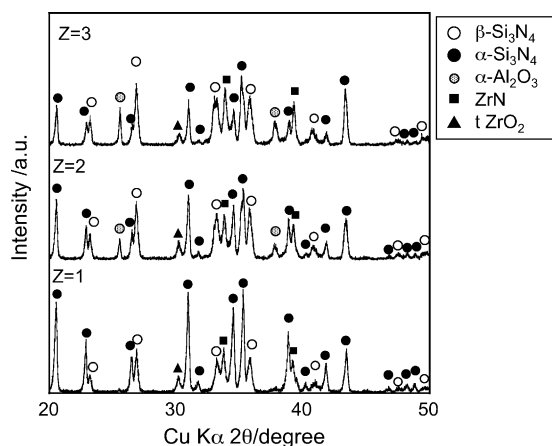 Z=3
Z=2
Z=1
Intensity /a.u.
20
30
40
50
Cu Kα 2θ/degree
β-Si₃N₄
α-Si₃N₄
α-Al₂O₃
ZrN
t ZrO₂